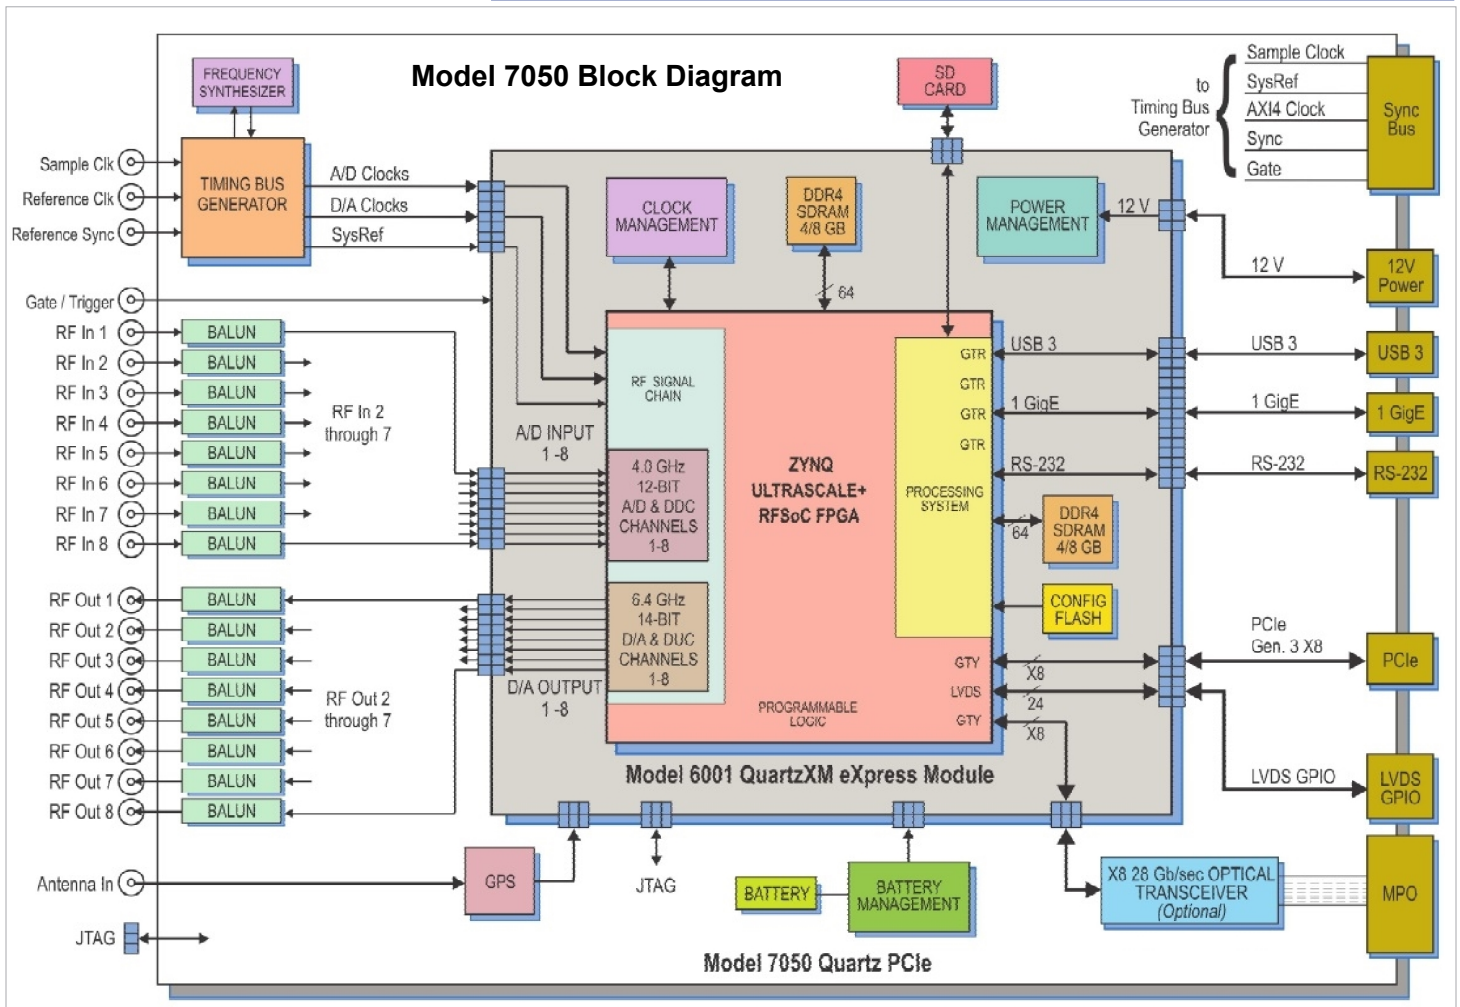 Model 7050 Block Diagram
FREQUENCY
SYNTHESIZER
SD
CARD
Sample Clock
SysRef
AXI4 Clock
Sync
Gate
to
Timing Bus
Generator
Sync
Bus
Sample Clk
Reference Clk
Reference Sync
TIMING BUS
GENERATOR
A/D Clocks
D/A Clocks
SysRef
CLOCK
MANAGEMENT
DDR4
SDRAM
4/8 GB
POWER
MANAGEMENT
12 V
12 V
12V
Power
64
Gate / Trigger
RF In 1
BALUN
RF In 2
BALUN
RF In 3
BALUN
RF In 4
BALUN
RF In 5
BALUN
RF In 6
BALUN
RF In 7
BALUN
RF In 8
BALUN
RF In 2
through 7
A/D INPUT
1 -8
RF SIGNAL
CHAIN
4.0 GHz
12-BIT
A/D & DDC
CHANNELS
1-8
ZYNQ
ULTRASCALE+
RFSoC FPGA
PROCESSING
SYSTEM
GTR
GTR
GTR
GTR
USB 3
1 GigE
RS-232
USB 3
1 GigE
RS-232
USB 3
1 GigE
RS-232
64
DDR4
SDRAM
4/8 GB
CONFIG
FLASH
RF Out 1
BALUN
RF Out 2
BALUN
RF Out 3
BALUN
RF Out 4
BALUN
RF Out 5
BALUN
RF Out 6
BALUN
RF Out 7
BALUN
RF Out 8
BALUN
RF Out 2
through 7
D/A OUTPUT
1 -8
6.4 GHz
14-BIT
D/A & DUC
CHANNELS
1-8
PROGRAMMABLE
LOGIC
GTY
LVDS
GTY
X8
24
X8
PCIe
Gen. 3 X8
PCIe
LVDS GPIO
LVDS
GPIO
Model 6001 QuartzXM eXpress Module
Antenna In
GPS
JTAG
BATTERY
BATTERY
MANAGEMENT
X8 28 Gb/sec OPTICAL
TRANSCEIVER
(Optional)
MPO
JTAG
Model 7050 Quartz PCIe